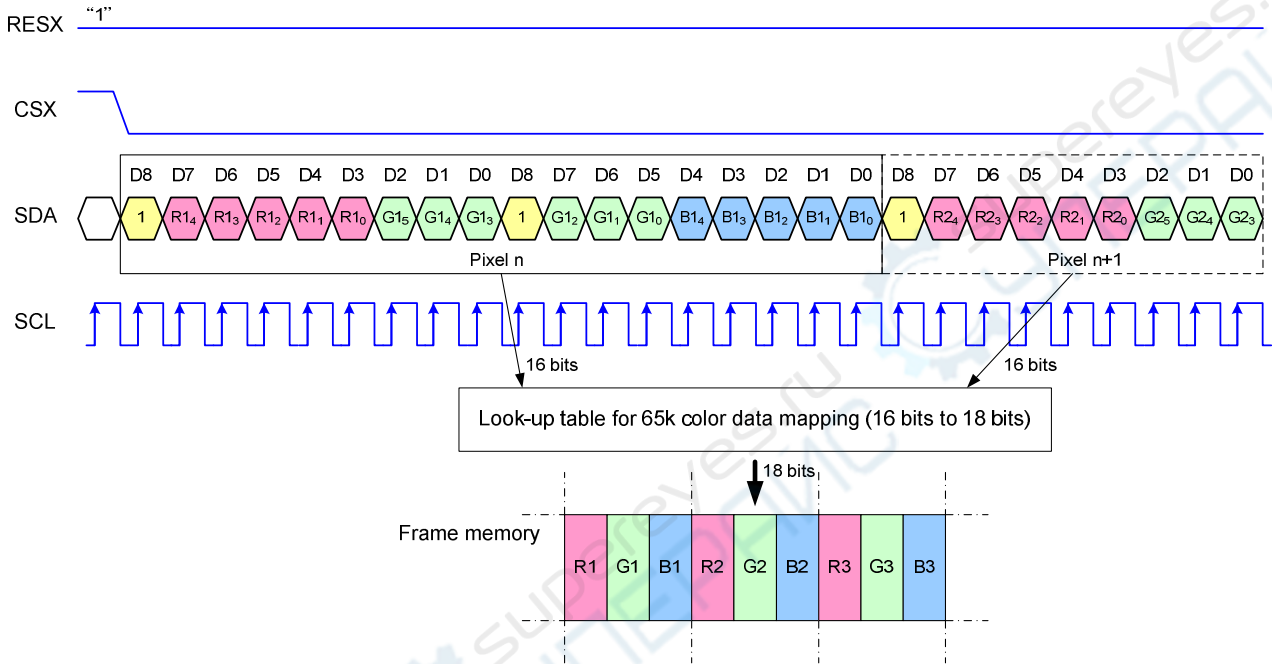 RESX "1"
CSX
D8 D7 D6 D5 D4 D3 D2 D1 D0 D8 D7 D6 D5 D4 D3 D2 D1 D0 D8 D7 D6 D5 D4 D3 D2 D1 D0
SDA 1 R1₄ R1₃ R1₂ R1₁ R1₀ G1₅ G1₄ G1₃ 1 G1₂ G1₁ G1₀ B1₄ B1₃ B1₂ B1₁ B1₀ 1 R2₄ R2₃ R2₂ R2₁ R2₀ G2₅ G2₄ G2₃
Pixel n Pixel n+1
SCL
16 bits 16 bits
Look-up table for 65k color data mapping (16 bits to 18 bits)
18 bits
Frame memory
R1 G1 B1 R2 G2 B2 R3 G3 B3
supereyes.ru
СУПЕРАЙС